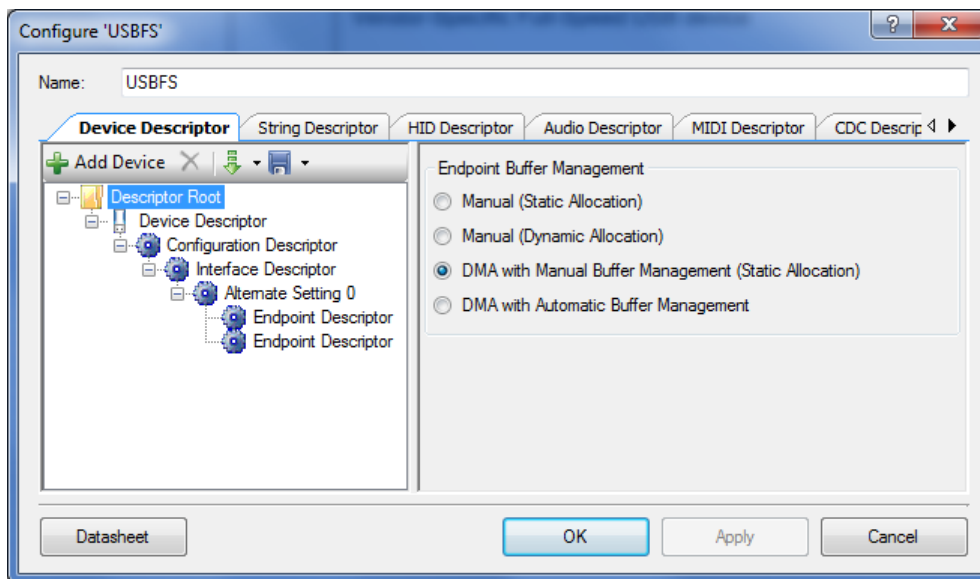 Configure 'USBFS'
Name: USBFS
Device Descriptor String Descriptor HID Descriptor Audio Descriptor MIDI Descriptor CDC Descrip
Add Device
Endpoint Buffer Management
Descriptor Root
Manual (Static Allocation)
Device Descriptor
Manual (Dynamic Allocation)
Configuration Descriptor
Interface Descriptor
DMA with Manual Buffer Management (Static Allocation)
Alternate Setting 0
DMA with Automatic Buffer Management
Endpoint Descriptor
Endpoint Descriptor
Datasheet OK Apply Cancel